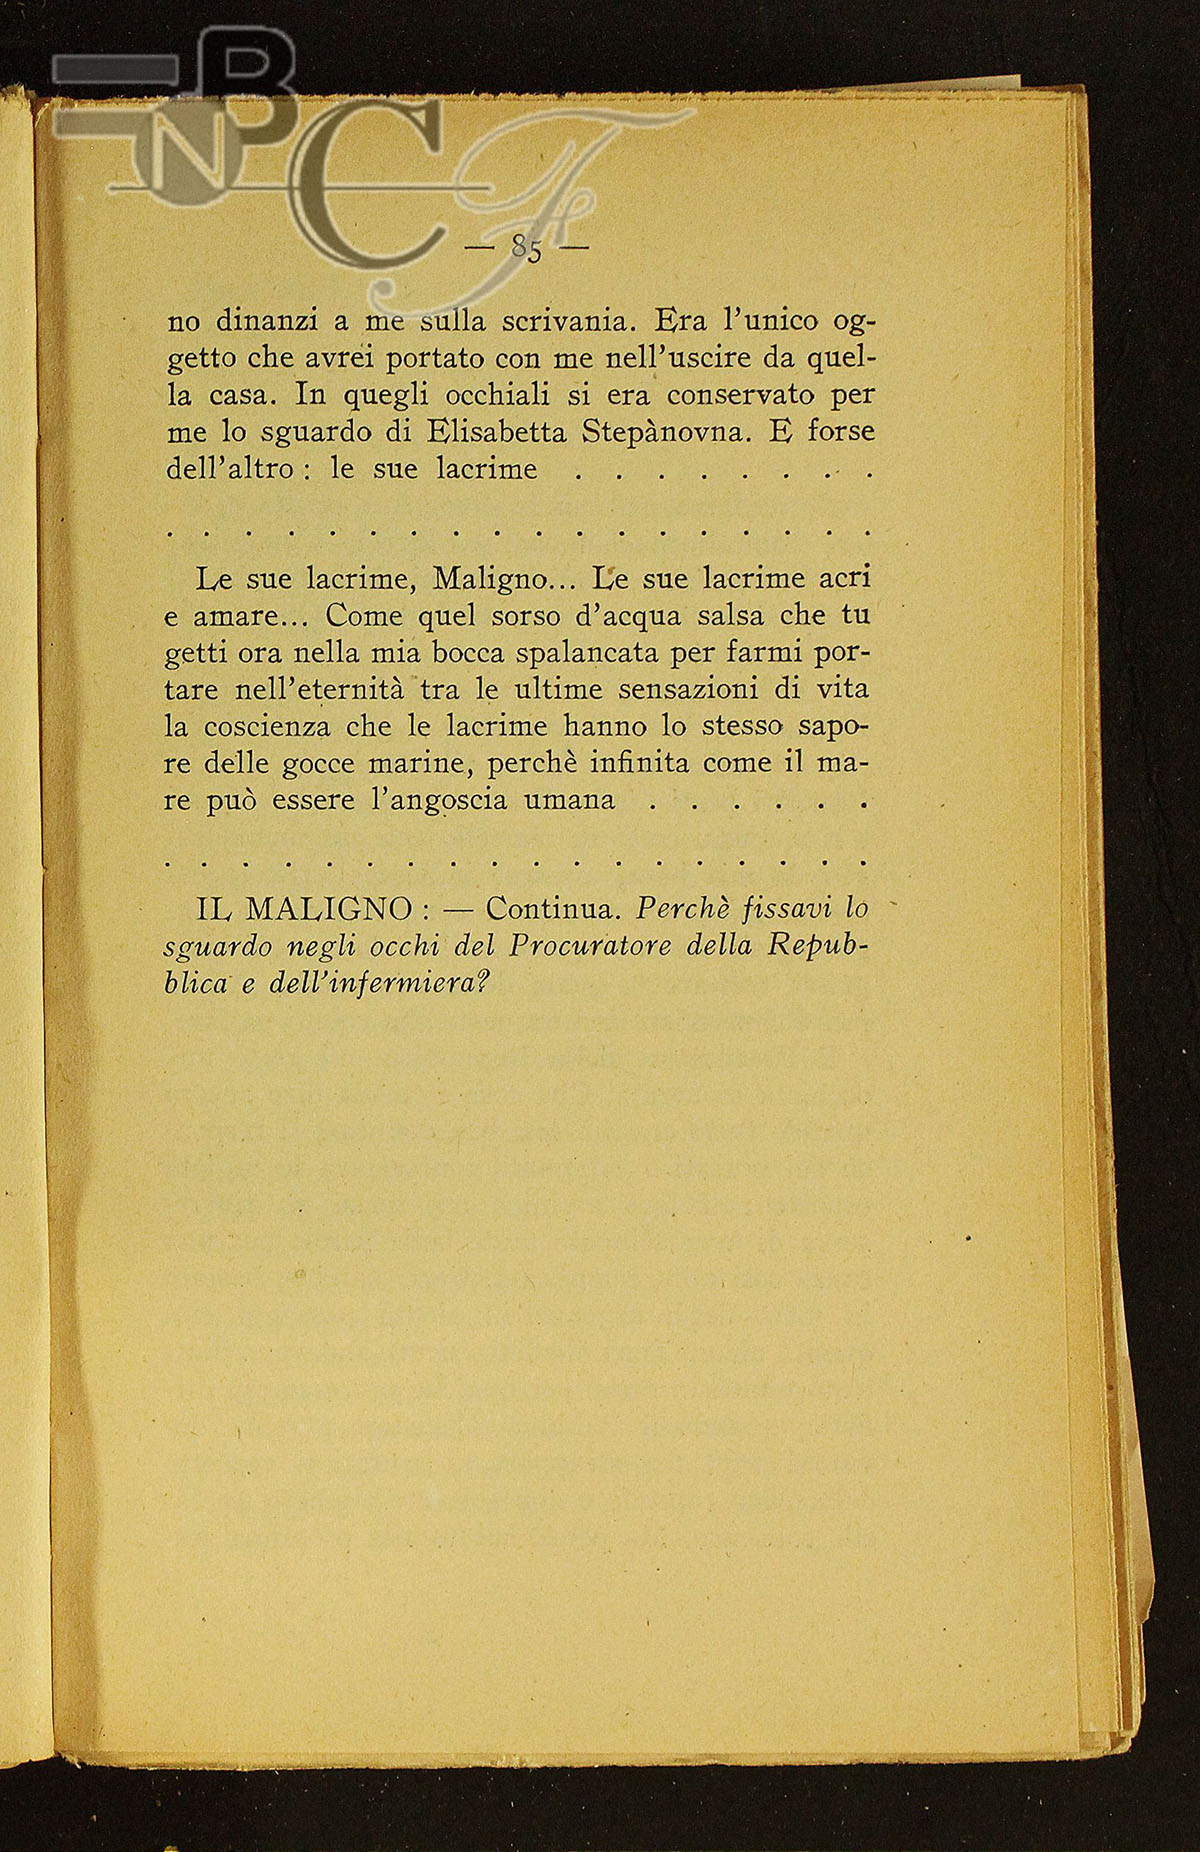 BNCF
— 85 —
no dinanzi a me sulla scrivania. Era l'unico og-
getto che avrei portato con me nell'uscire da quel-
la casa. In quegli occhiali si era conservato per
me lo sguardo di Elisabetta Stepànovna. E forse
dell'altro : le sue lacrime . . . . . . . .
. . . . . . . . . . . . . . . . . .
Le sue lacrime, Maligno... Le sue lacrime acri
e amare... Come quel sorso d'acqua salsa che tu
getti ora nella mia bocca spalancata per farmi por-
tare nell'eternità tra le ultime sensazioni di vita
la coscienza che le lacrime hanno lo stesso sapo-
re delle gocce marine, perchè infinita come il ma-
re può essere l'angoscia umana . . . . . .
. . . . . . . . . . . . . . . . . .
IL MALIGNO : — Continua. Perchè fissavi lo
sguardo negli occhi del Procuratore della Repub-
blica e dell'infermiera?